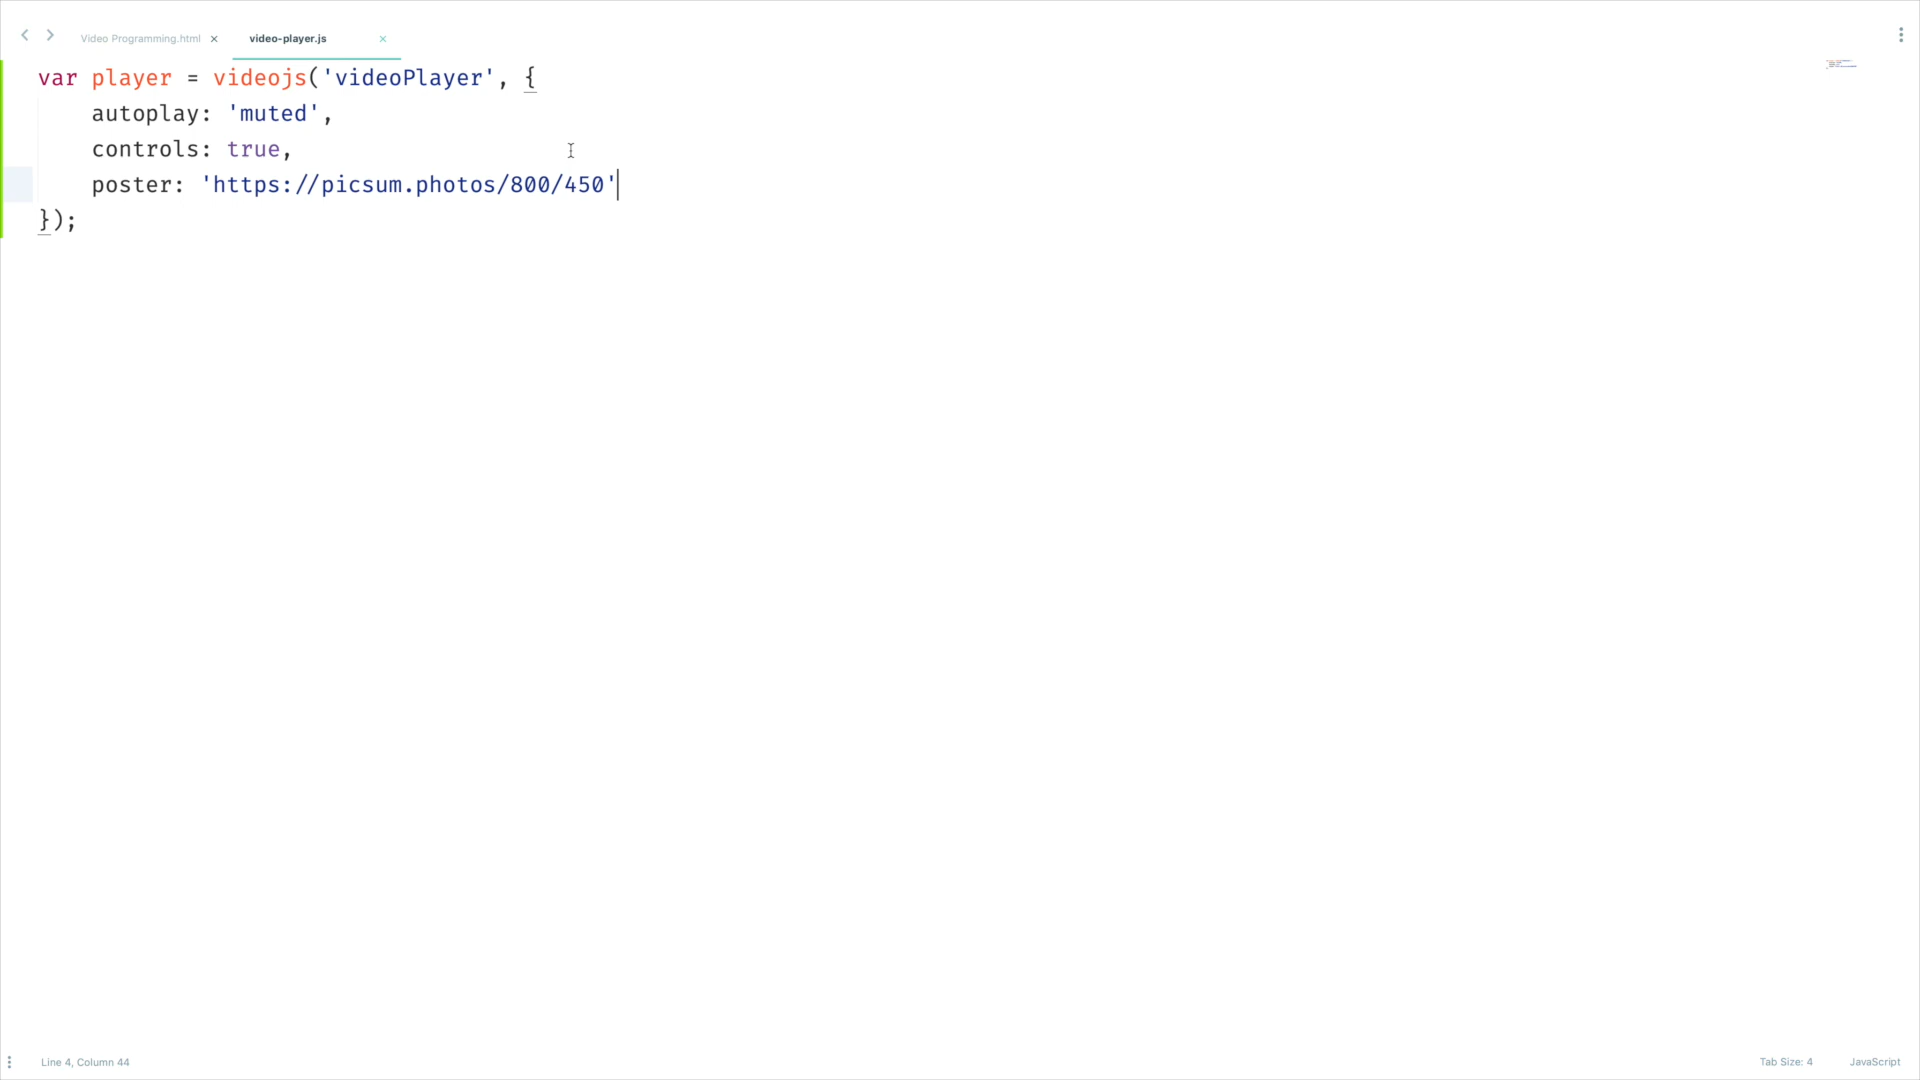 Video Programming.html
video-player.js
var player = videojs('videoPlayer', {
    autoplay: 'muted',
    controls: true,
    poster: 'https://picsum.photos/800/450'
});
Line 4, Column 44
Tab Size: 4
JavaScript